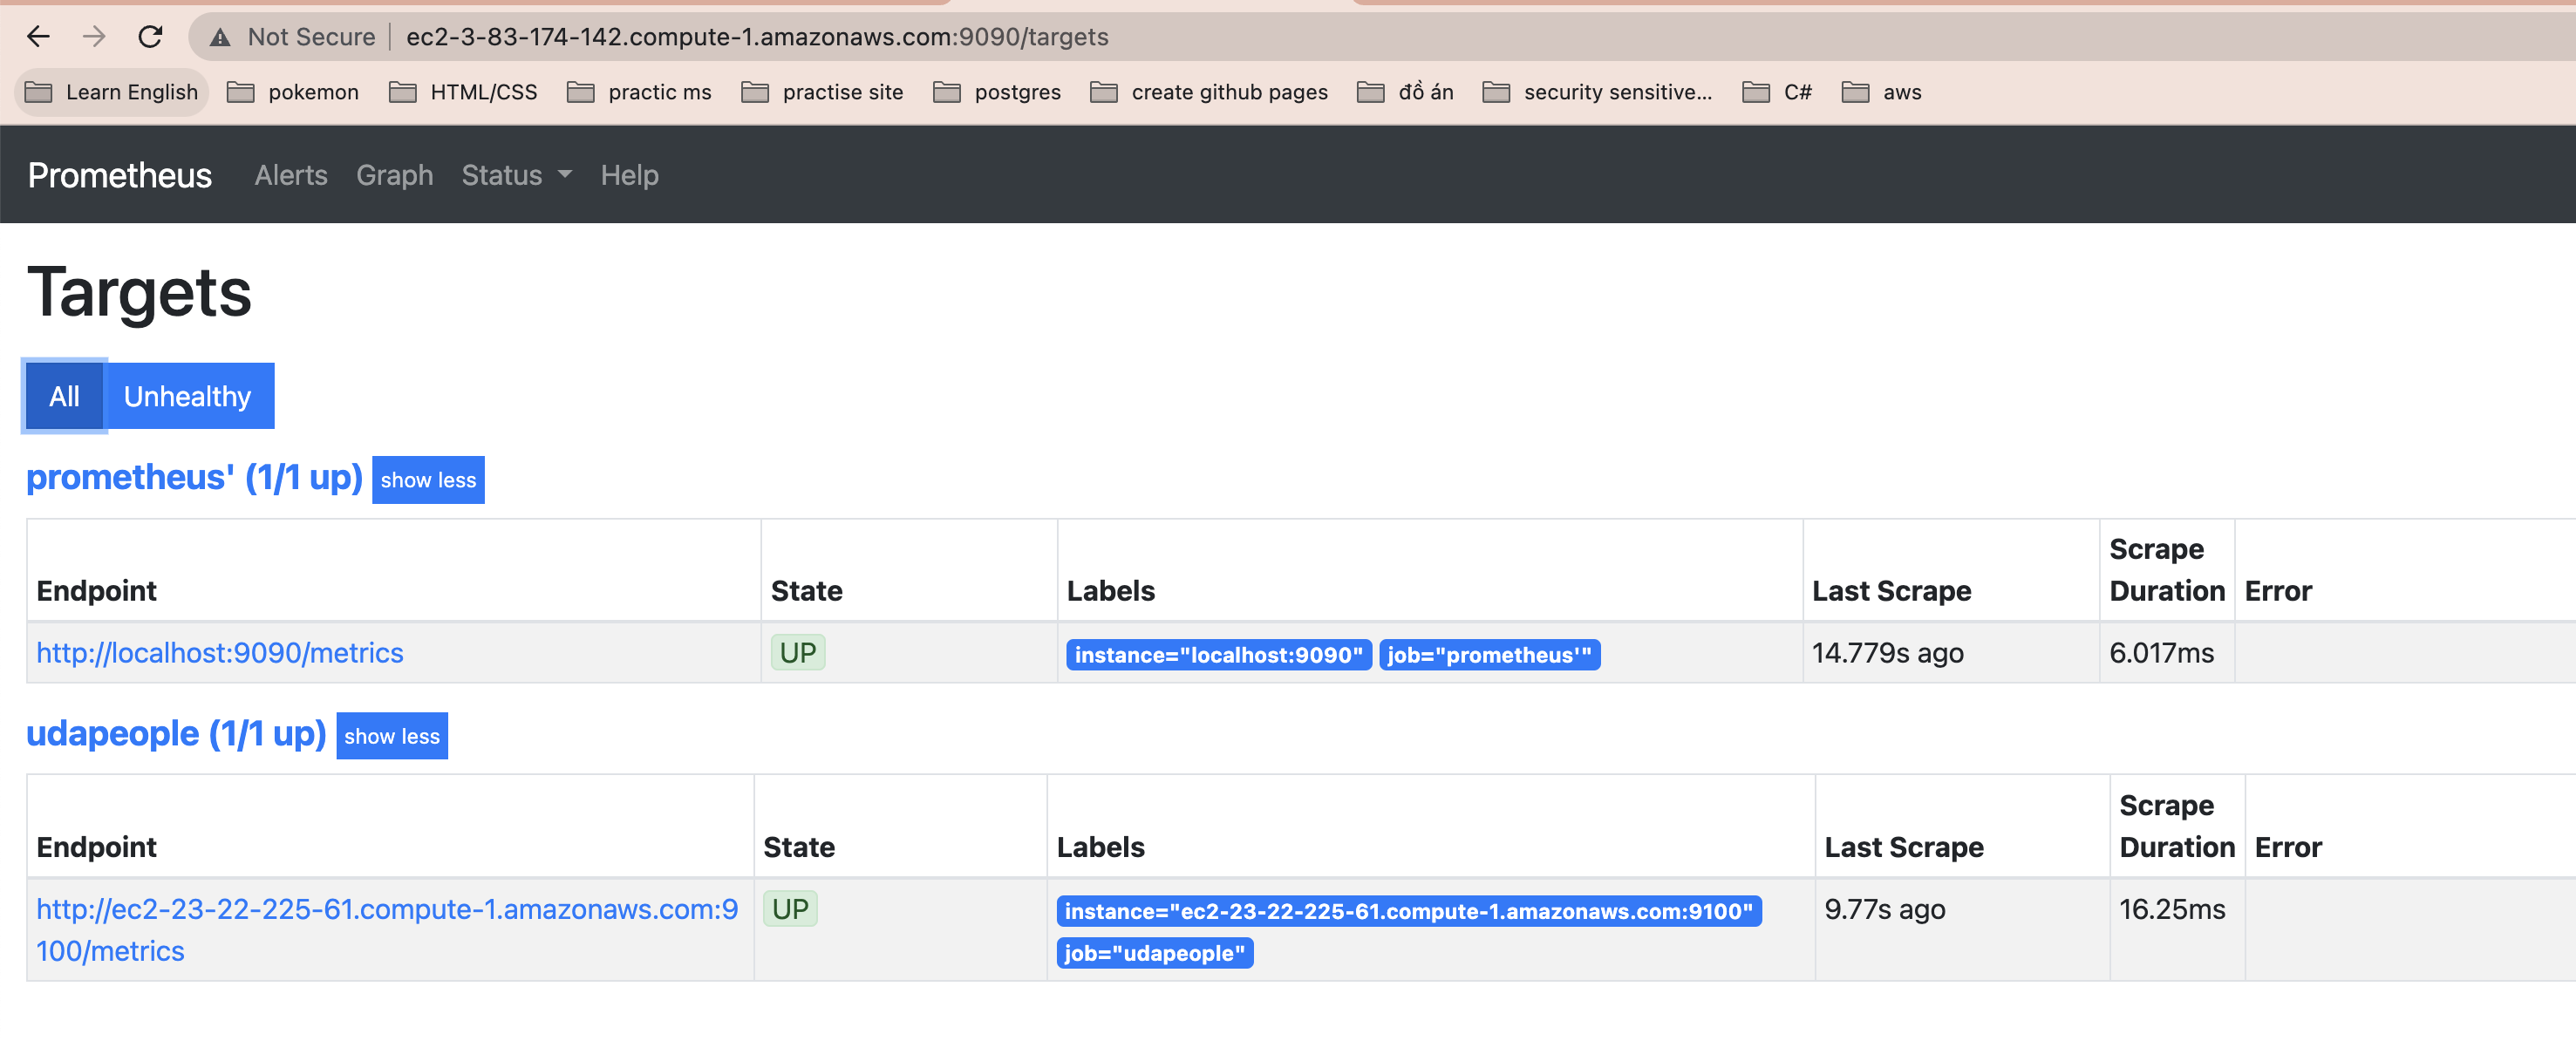 Not Secure ec2-3-83-174-142.compute-1.amazonaws.com:9090/targets
Learn English pokemon HTML/CSS practic ms practise site postgres create github pages đồ án security sensitive... C# aws
Prometheus Alerts Graph Status Help
Targets
All Unhealthy
prometheus' (1/1 up) show less
Endpoint State Labels Last Scrape Scrape Duration Error
http://localhost:9090/metrics UP instance="localhost:9090" job="prometheus'" 14.779s ago 6.017ms
udapeople (1/1 up) show less
Endpoint State Labels Last Scrape Scrape Duration Error
http://ec2-23-22-225-61.compute-1.amazonaws.com:9100/metrics UP instance="ec2-23-22-225-61.compute-1.amazonaws.com:9100" job="udapeople" 9.77s ago 16.25ms